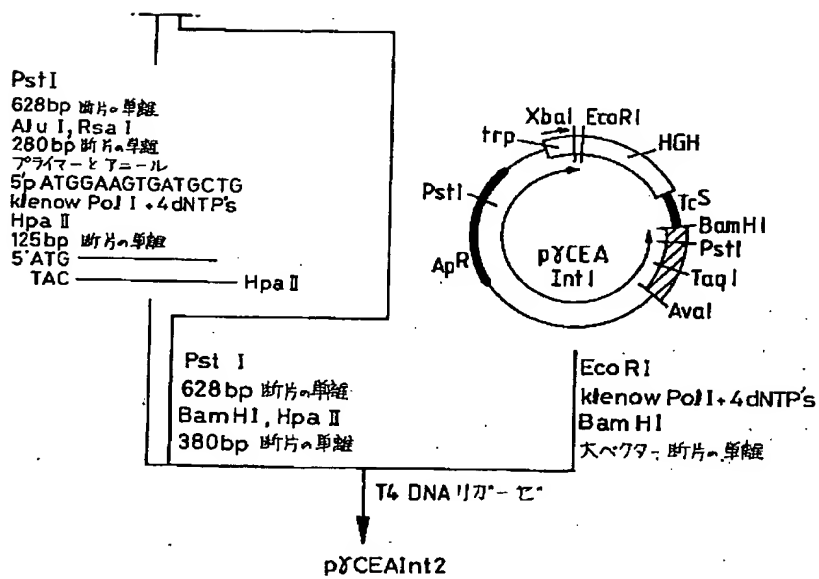 PstI
628bp 断片の単離
AluI, RsaI
280bp 断片の単離
プライマーとアニール
5'pATGGAAGTGATGCTG
klenow PolI+4dNTP's
HpaII
125bp 断片の単離
5'ATG
TAC
HpaII
XbaI
EcoRI
trp
HGH
PstI
TcS
BamHI
PstI
TaqI
AvaI
ApR
pγCEA
Int1
Pst I
628bp 断片の単離
BamHI, HpaII
380bp 断片の単離
EcoRI
klenow PolI+4dNTP's
BamHI
大ベクター断片の単離
T4 DNAリガーゼ
pγCEAInt2